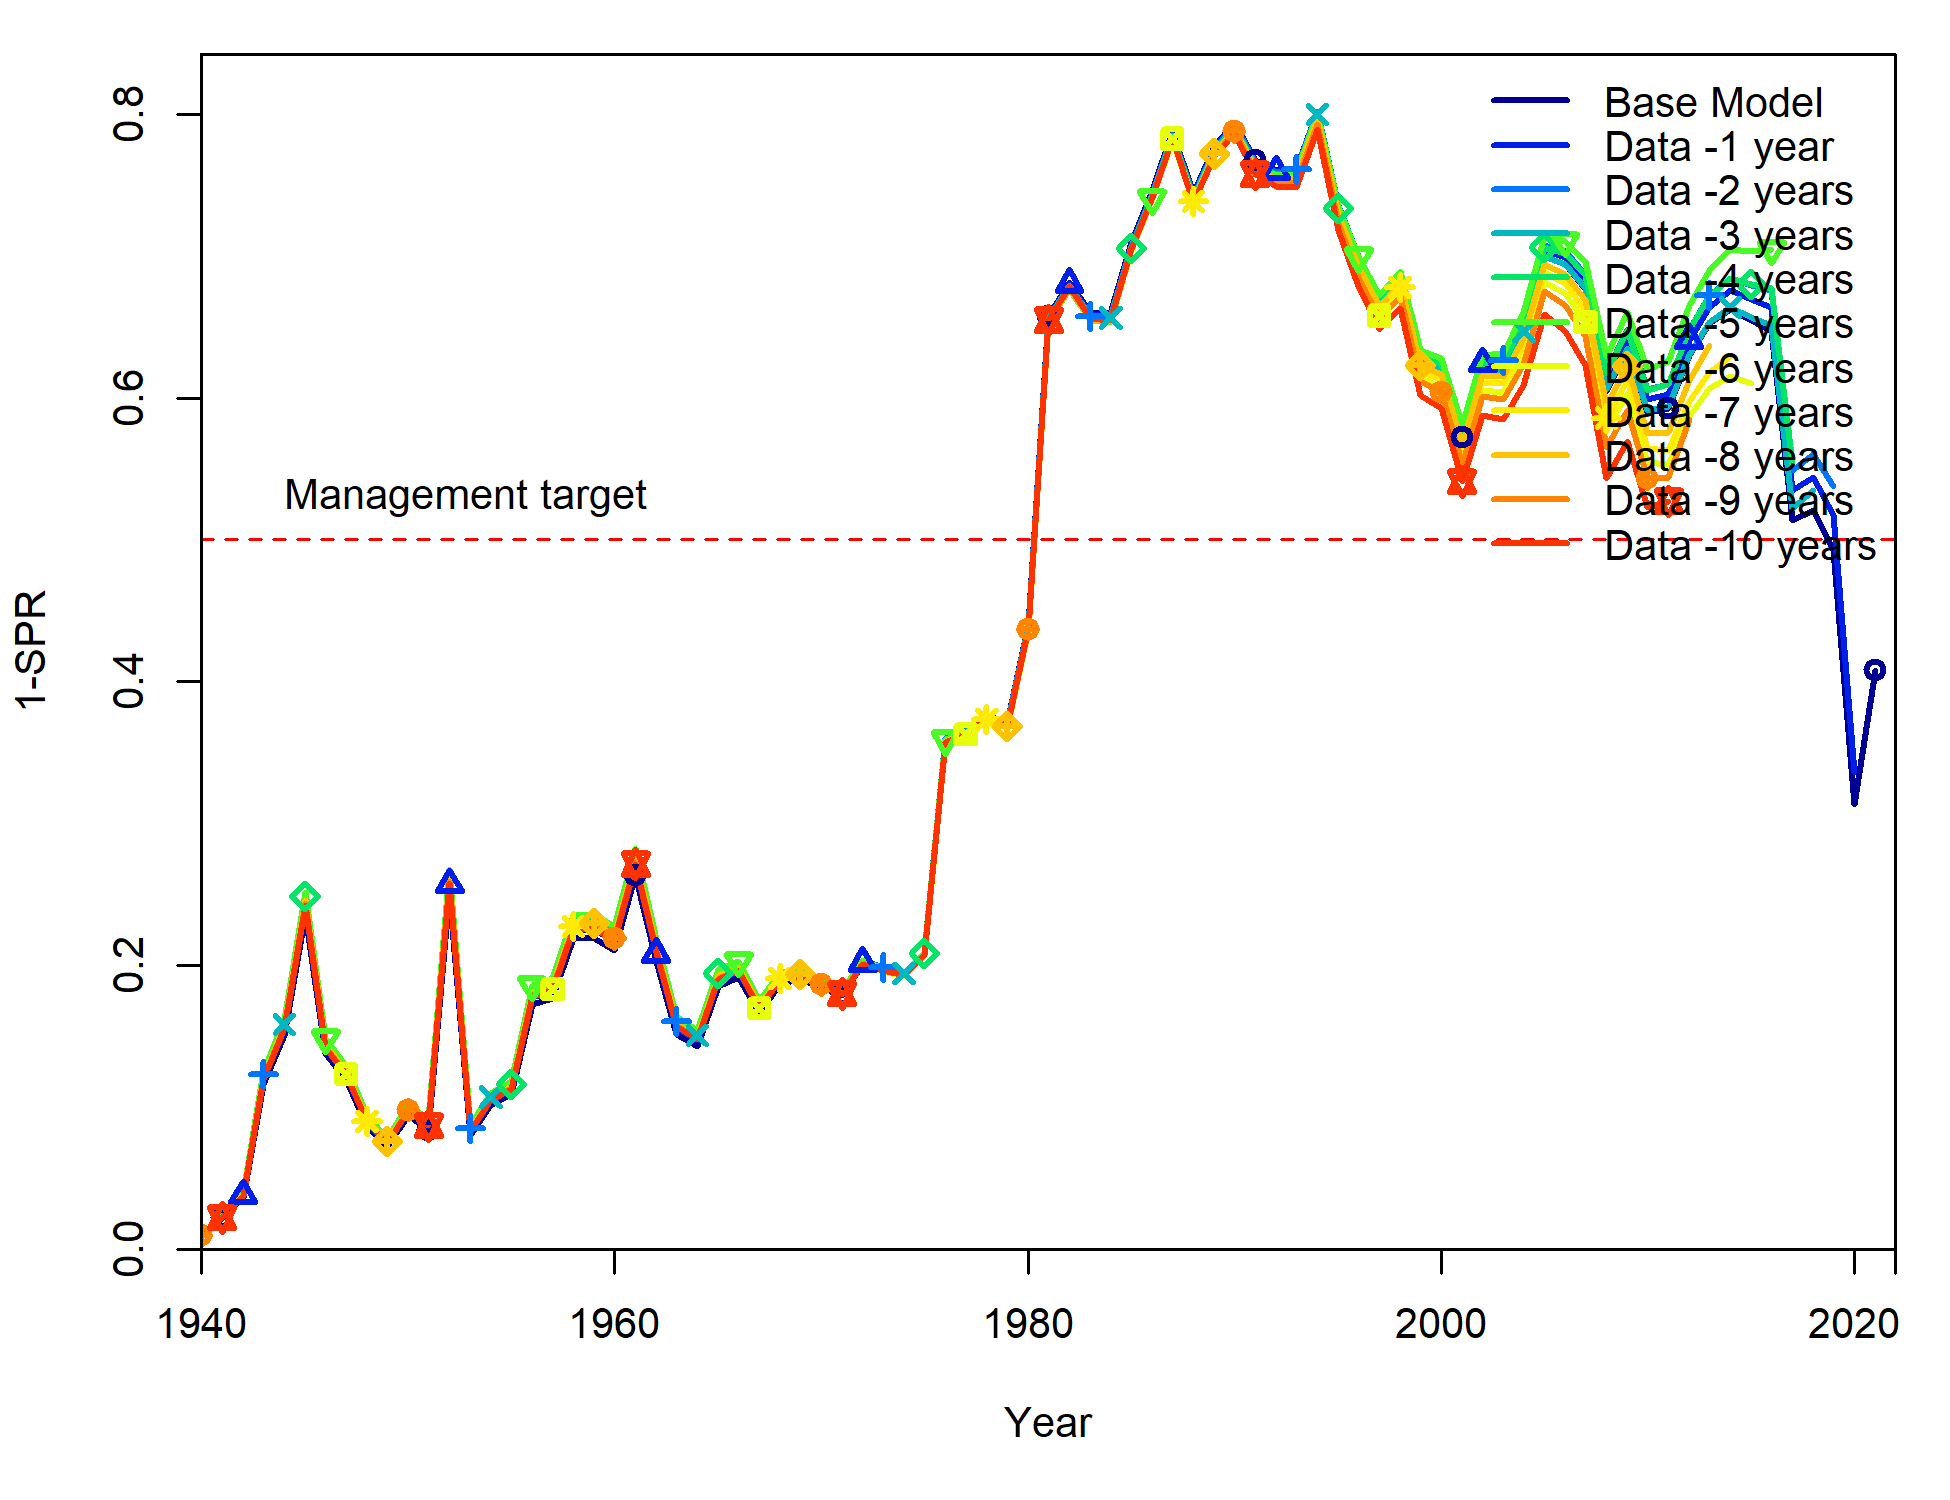 0.8
0.6
0.4
0.2
0.0
1-SPR
Management target
Base Model
Data -1 year
Data -2 years
Data -3 years
Data -4 years
Data -5 years
Data -6 years
Data -7 years
Data -8 years
Data -9 years
Data -10 years
1940 1960 1980 2000 2020
Year